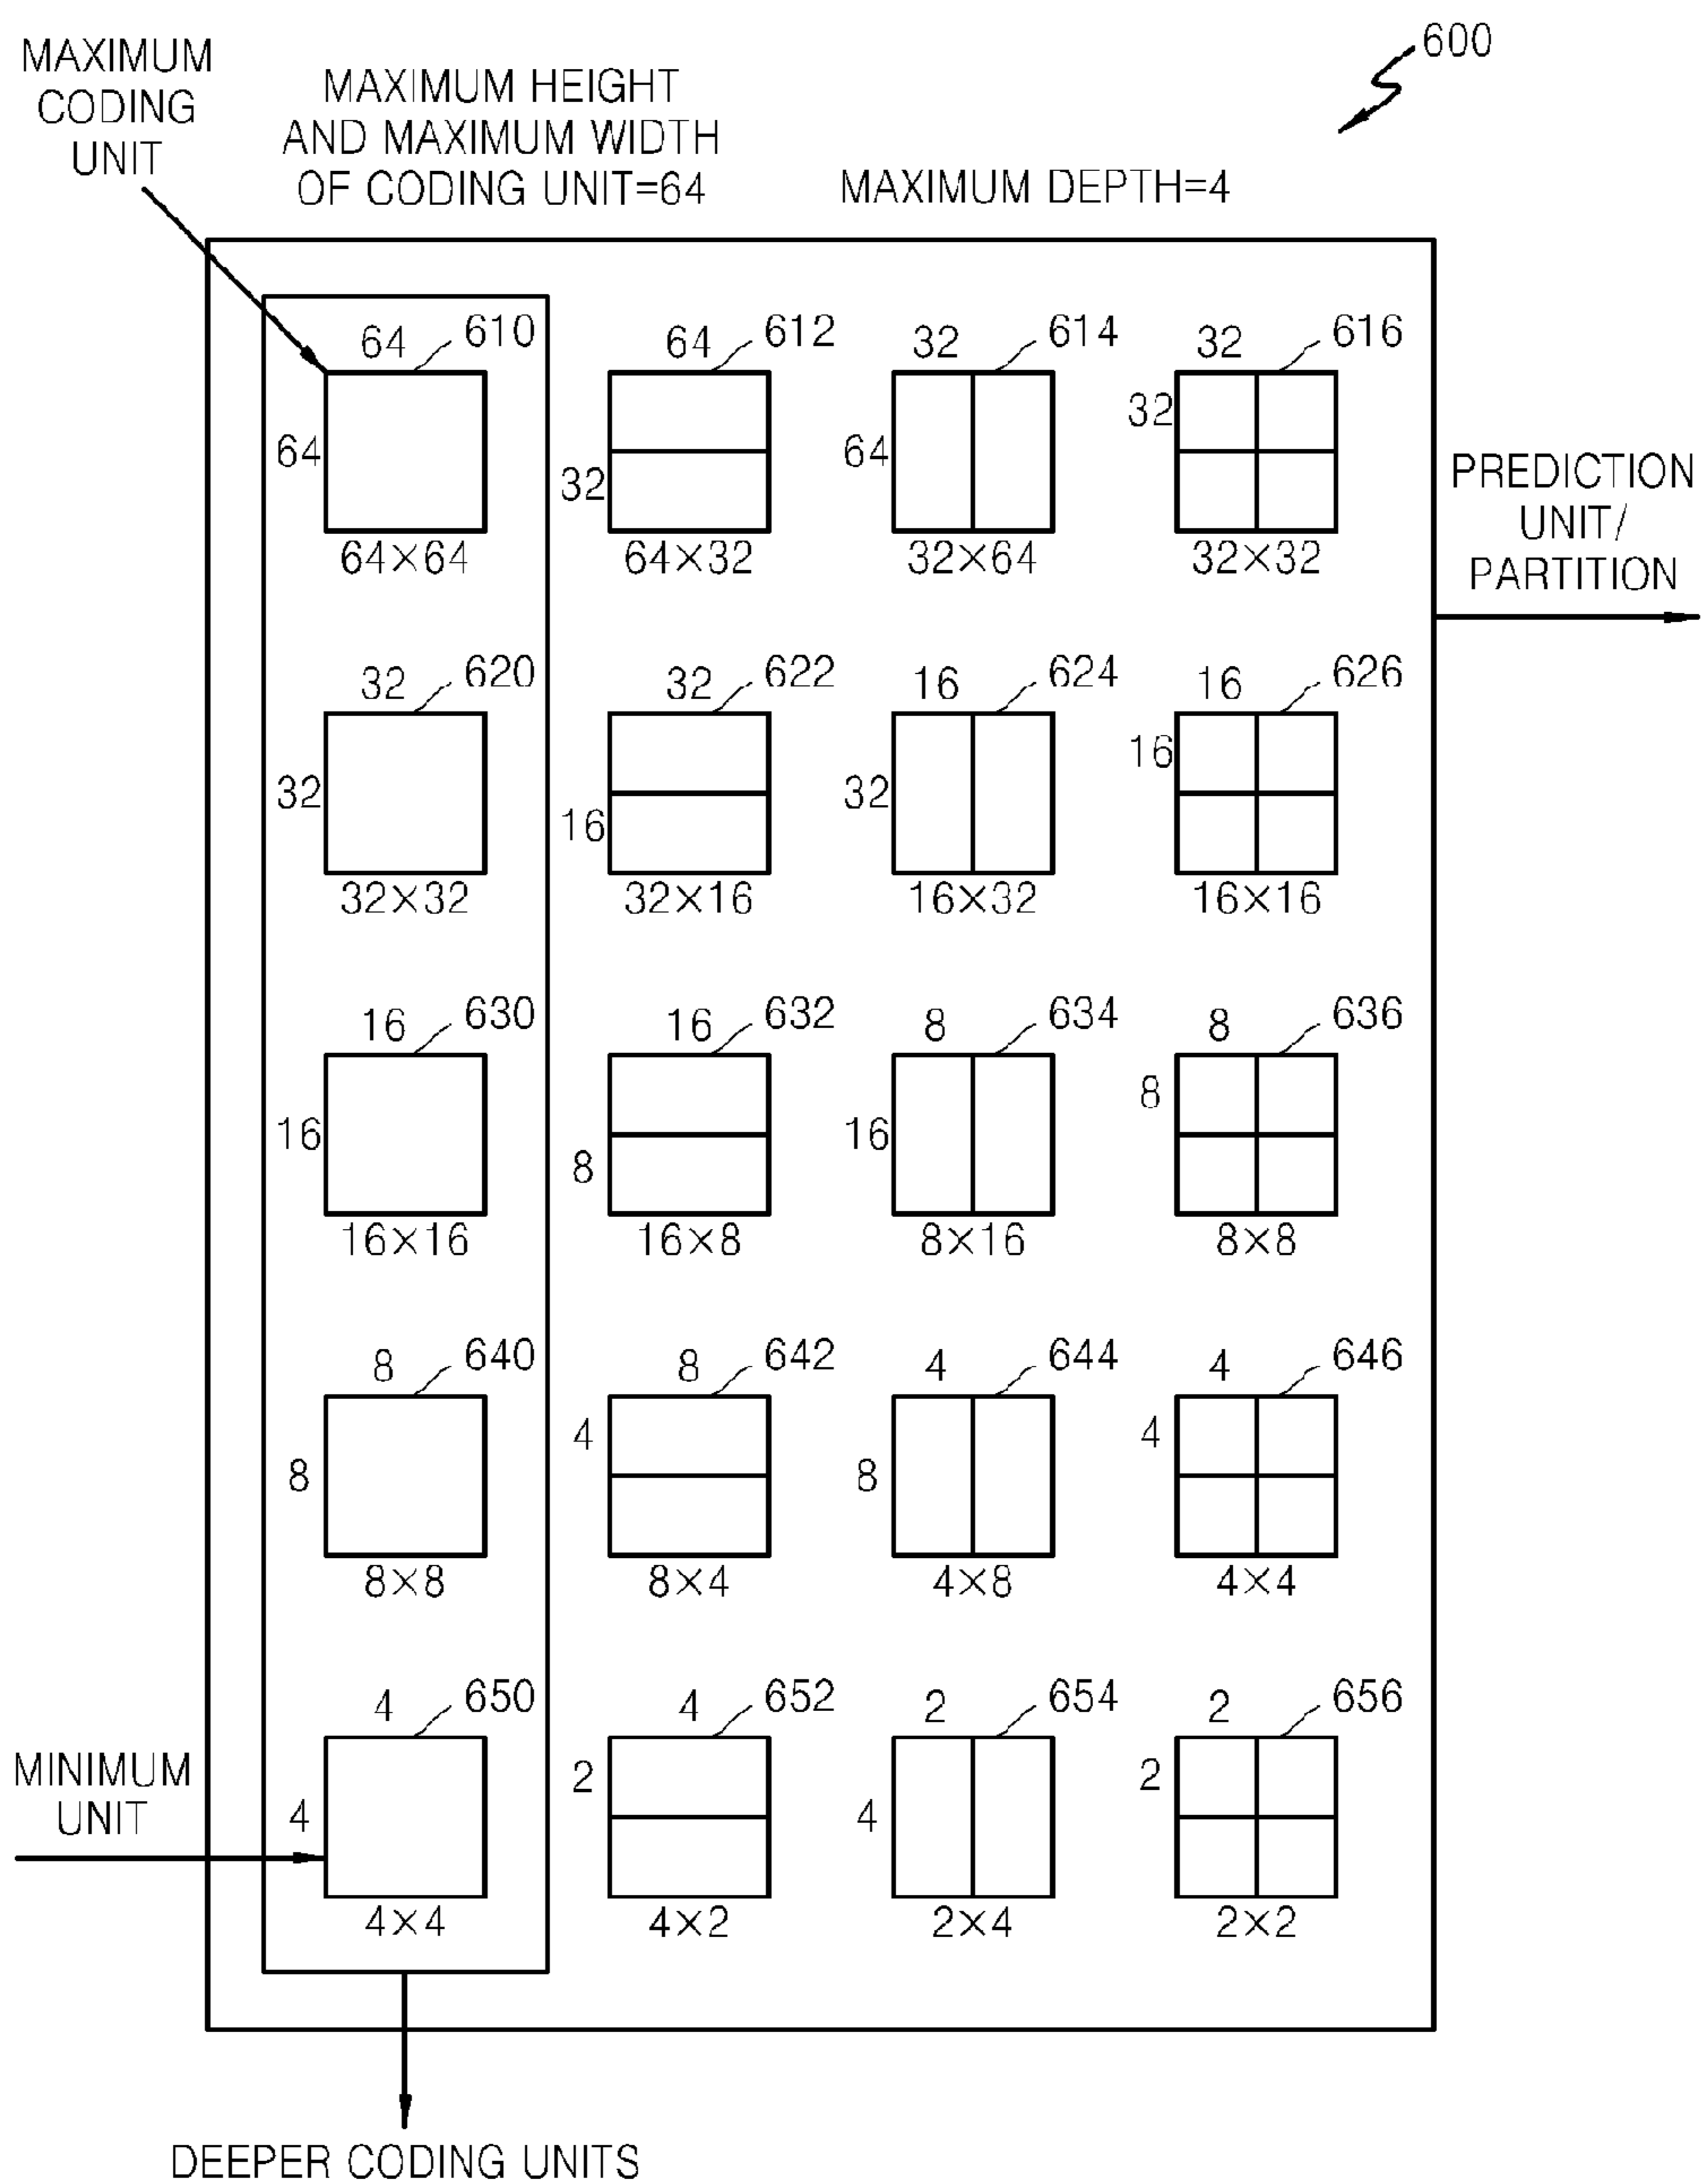 600
MAXIMUM
CODING
UNIT
MAXIMUM HEIGHT
AND MAXIMUM WIDTH
OF CODING UNIT=64
MAXIMUM DEPTH=4
64 610 64 612 32 614 32 616
64 32 64 32
64×64 64×32 32×64 32×32
PREDICTION
UNIT/
PARTITION
32 620 32 622 16 624 16 626
32 16 32 16
32×32 32×16 16×32 16×16
16 630 16 632 8 634 8 636
16 8 16 8
16×16 16×8 8×16 8×8
8 640 8 642 4 644 4 646
8 4 8 4
8×8 8×4 4×8 4×4
4 650 4 652 2 654 2 656
MINIMUM
UNIT
4 2 4 2
4×4 4×2 2×4 2×2
DEEPER CODING UNITS